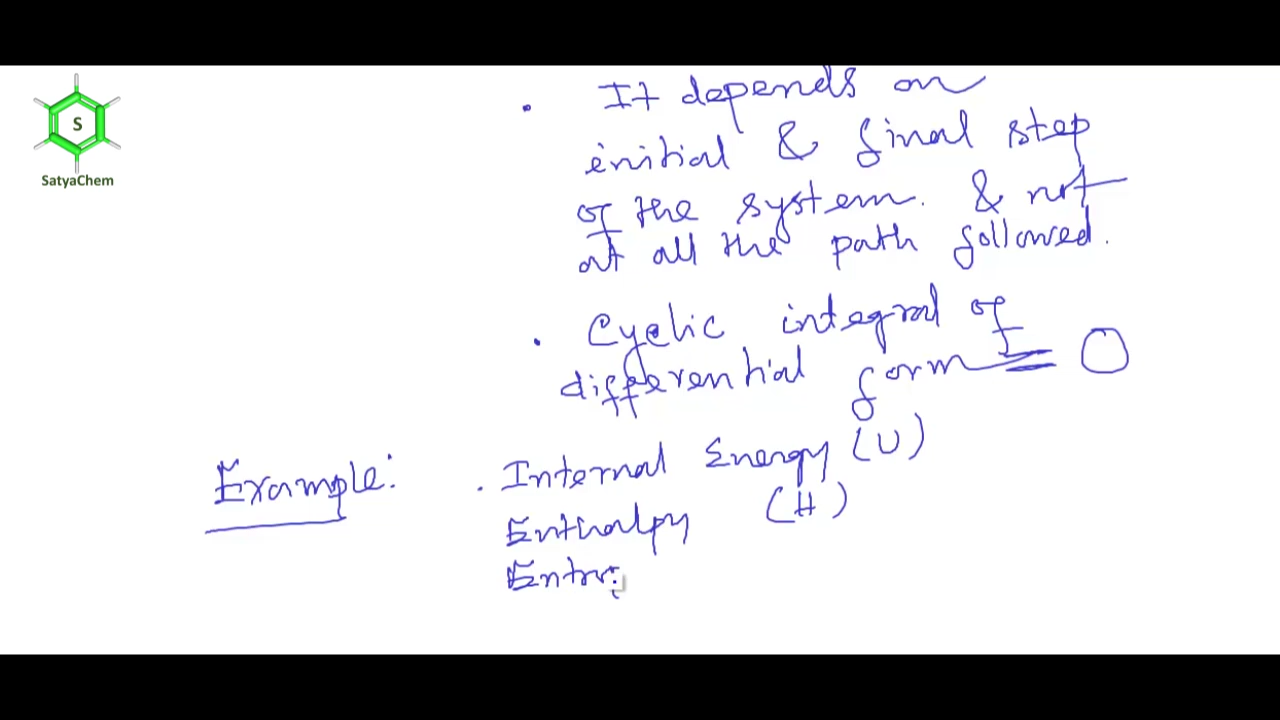 S
SatyaChem
. It depends on
initial & final step
of the system. & not
at all the path followed.
. Cyclic integral of
differential form = 0
Example: . Internal Energy (U)
Enthalpy (H)
Entro